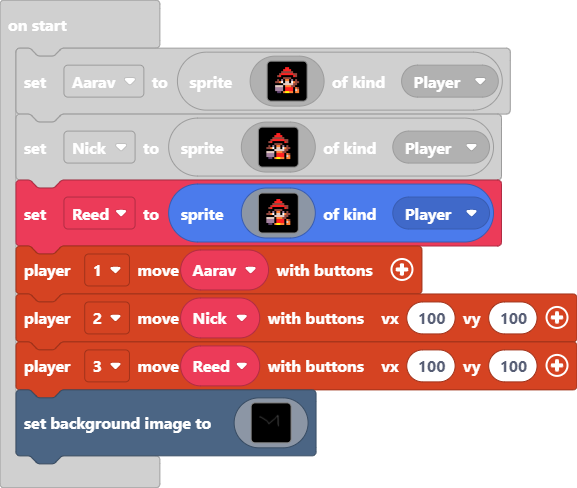 on start
set Aarav to sprite of kind Player
set Nick to sprite of kind Player
set Reed to sprite of kind Player
player 1 move Aarav with buttons
player 2 move Nick with buttons vx 100 vy 100
player 3 move Reed with buttons vx 100 vy 100
set background image to